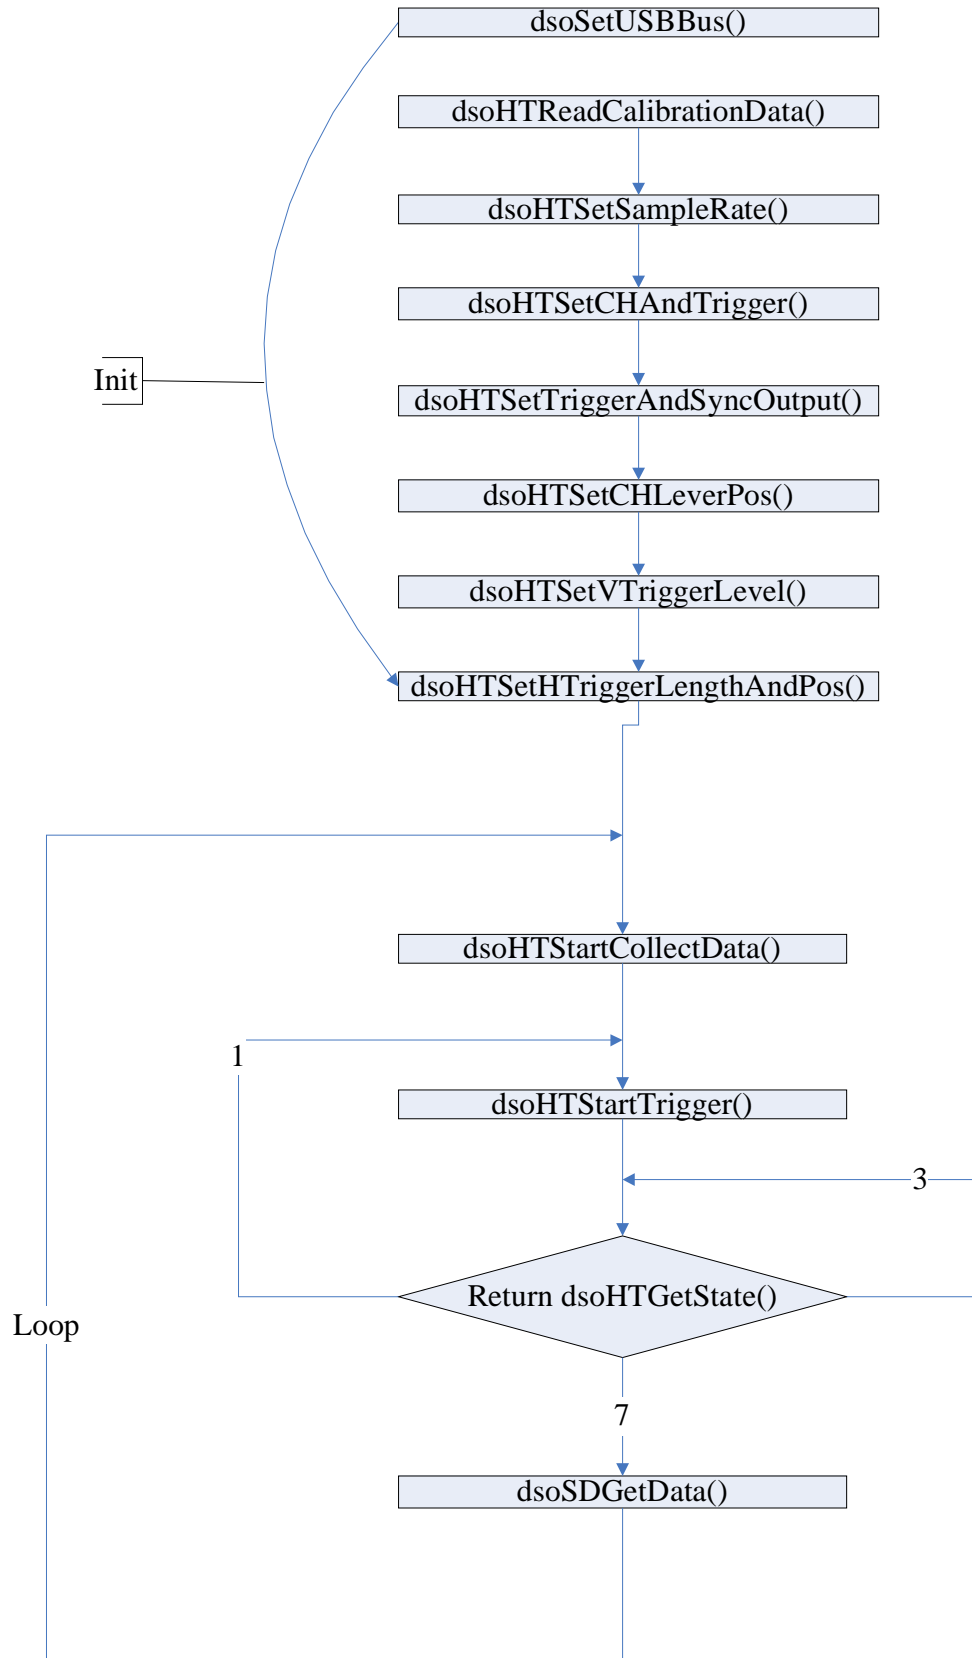 dsoSetUSBBus()
dsoHTReadCalibrationData()
dsoHTSetSampleRate()
dsoHTSetCHAndTrigger()
Init
dsoHTSetTriggerAndSyncOutput()
dsoHTSetCHLeverPos()
dsoHTSetVTriggerLevel()
dsoHTSetHTriggerLengthAndPos()
dsoHTStartCollectData()
1
dsoHTStartTrigger()
3
Return dsoHTGetState()
Loop
7
dsoSDGetData()